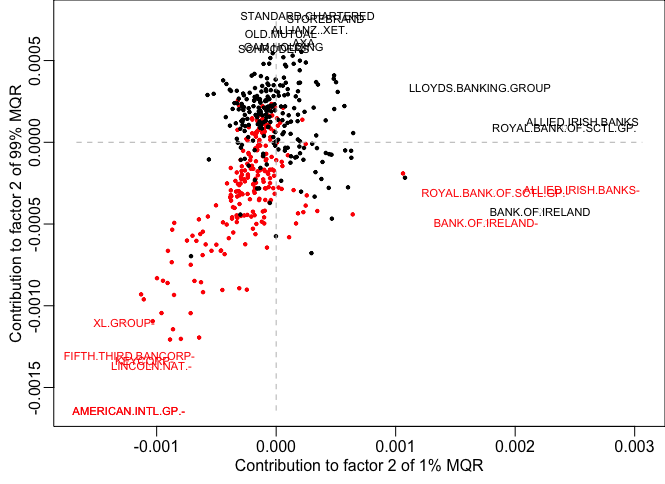 STANDARD.CHARTERED
STOREBRAND
ALLIANZ..XET.
OLD.MUTUAL
AXA
SCHRODERS
LLOYDS.BANKING.GROUP
ALLIED.IRISH.BANKS
ROYAL.BANK.OF.SCTL.GP.
ROYAL.BANK.OF.SCTL.GP.-
ALLIED.IRISH.BANKS-
BANK.OF.IRELAND
BANK.OF.IRELAND-
XL.GROUP-
FIFTH.THIRD.BANCORP-
KEYCORP-
LINCOLN.NAT.-
AMERICAN.INTL.GP.-
0.0005
0.0000
-0.0005
-0.0010
-0.0015
Contribution to factor 2 of 99% MQR
-0.001 0.000 0.001 0.002 0.003
Contribution to factor 2 of 1% MQR